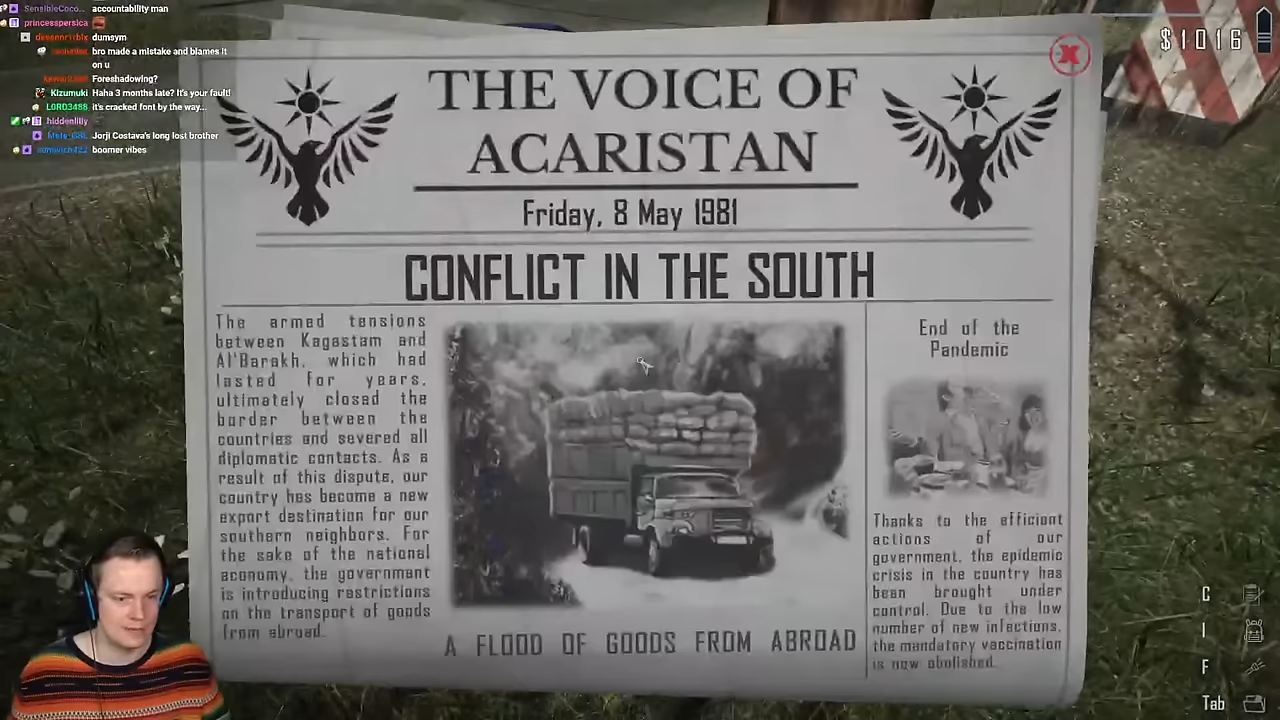 SensibleCoco... accountability man
princesspersica
dumsym
bro made a mistake and blames it
on u
Foreshadowing?
Kizumuki Haha 3 months late? It's your fault!
L0RD3488 it's cracked font by the way...
hiddenlilly
Jorji Costava's long lost brother
boomer vibes
$1016
X
THE VOICE OF
ACARISTAN
Friday, 8 May 1981
CONFLICT IN THE SOUTH
The armed tensions
between Kagastam and
Al'Barakh, which had
lasted for years,
ultimately closed the
border between the
countries and severed all
diplomatic contacts. As a
result of this dispute, our
country has become a new
export destination for our
southern neighbors. For
the sake of the national
economy, the government
is introducing restrictions
on the transport of goods
from abroad.
A FLOOD OF GOODS FROM ABROAD
End of the
Pandemic
Thanks to the efficient
actions of our
government, the epidemic
crisis in the country has
been brought under
control. Due to the low
number of new infections,
the mandatory vaccination
is now abolished.
C
I
F
Tab